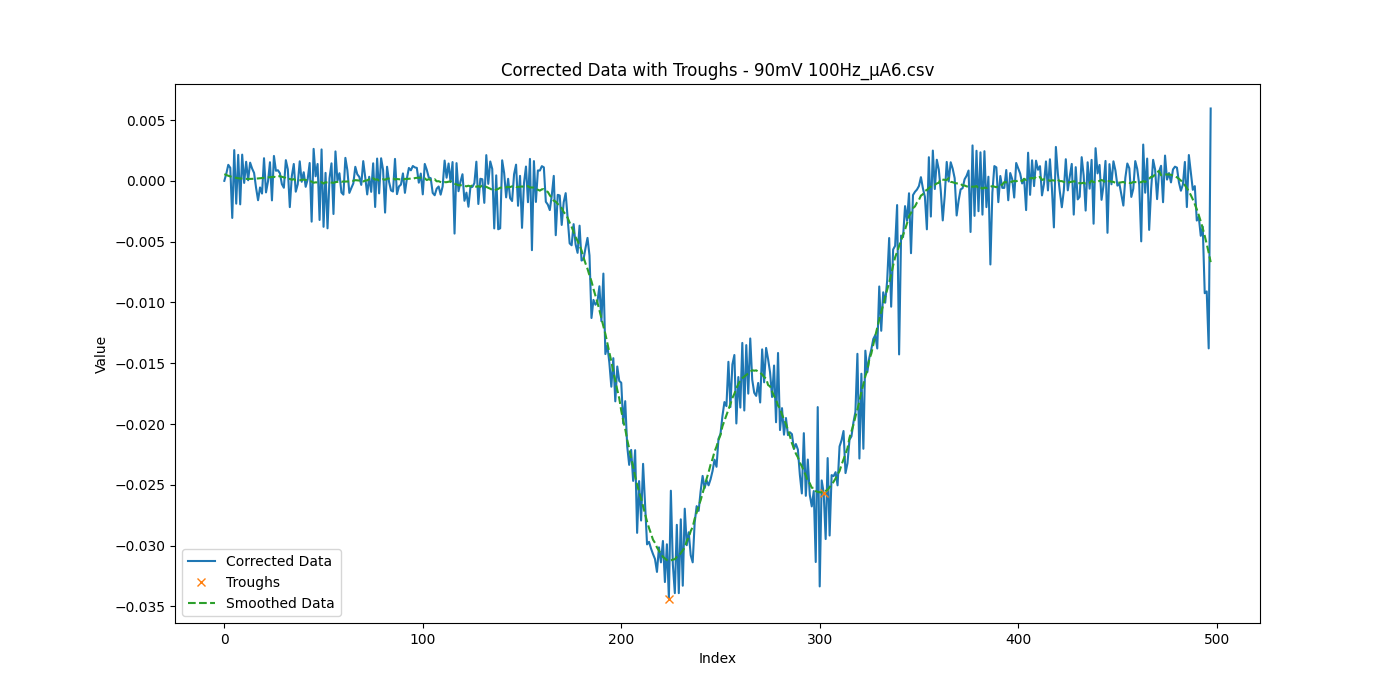 Corrected Data with Troughs - 90mV 100Hz_µA6.csv
0.005
0.000
−0.005
−0.010
−0.015
−0.020
−0.025
−0.030
−0.035
Value
Corrected Data
Troughs
Smoothed Data
0 100 200 300 400 500
Index